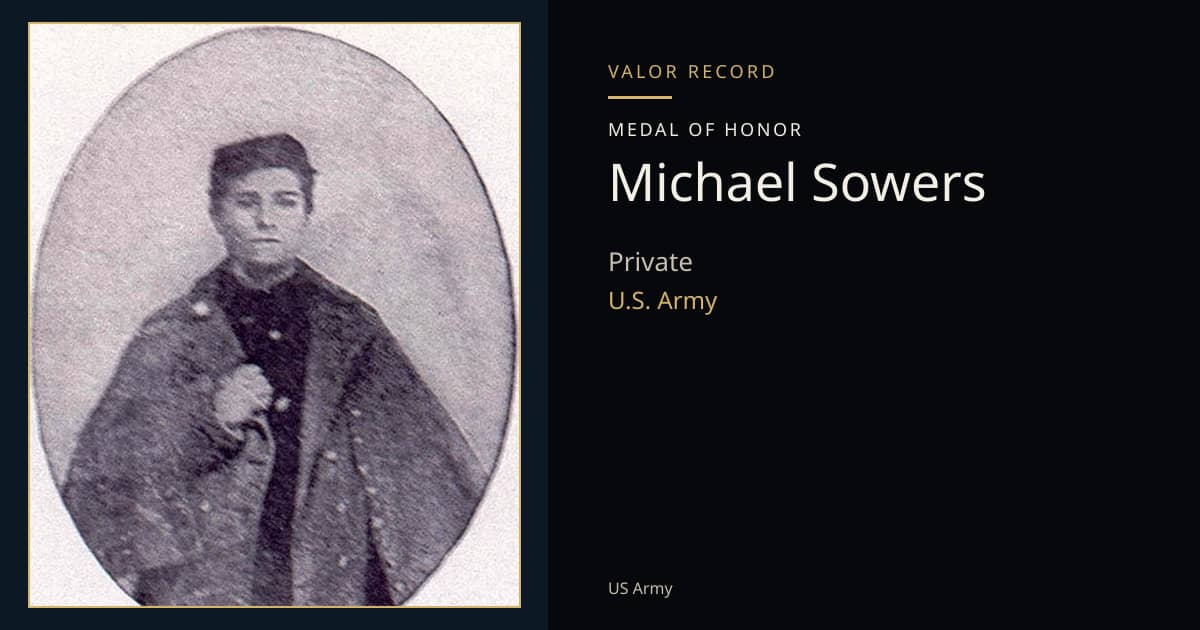 VALOR RECORD
MEDAL OF HONOR
Michael Sowers
Private
U.S. Army
US Army